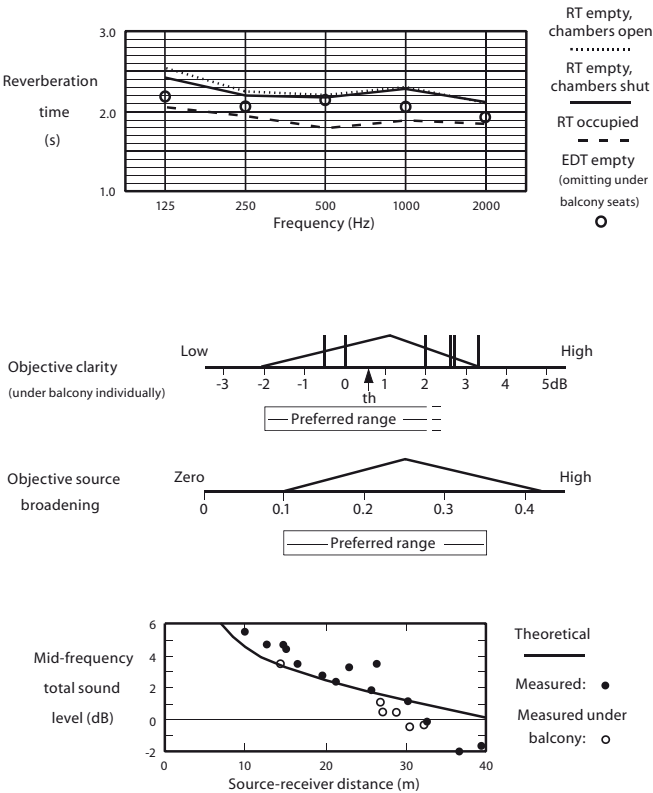 3.0
Reverberation
time
(s)
2.0
1.0
125 250 500 1000 2000
Frequency (Hz)
RT empty,
chambers open
RT empty,
chambers shut
RT occupied
EDT empty
(omitting under
balcony seats)
Low High
Objective clarity
(under balcony individually)
-3 -2 -1 0 1 2 3 4 5dB
th
Preferred range
Objective source
broadening
Zero High
0 0.1 0.2 0.3 0.4
Preferred range
Mid-frequency
total sound
level (dB)
6
4
2
0
-2
0 10 20 30 40
Source-receiver distance (m)
Theoretical
Measured:
Measured under
balcony: